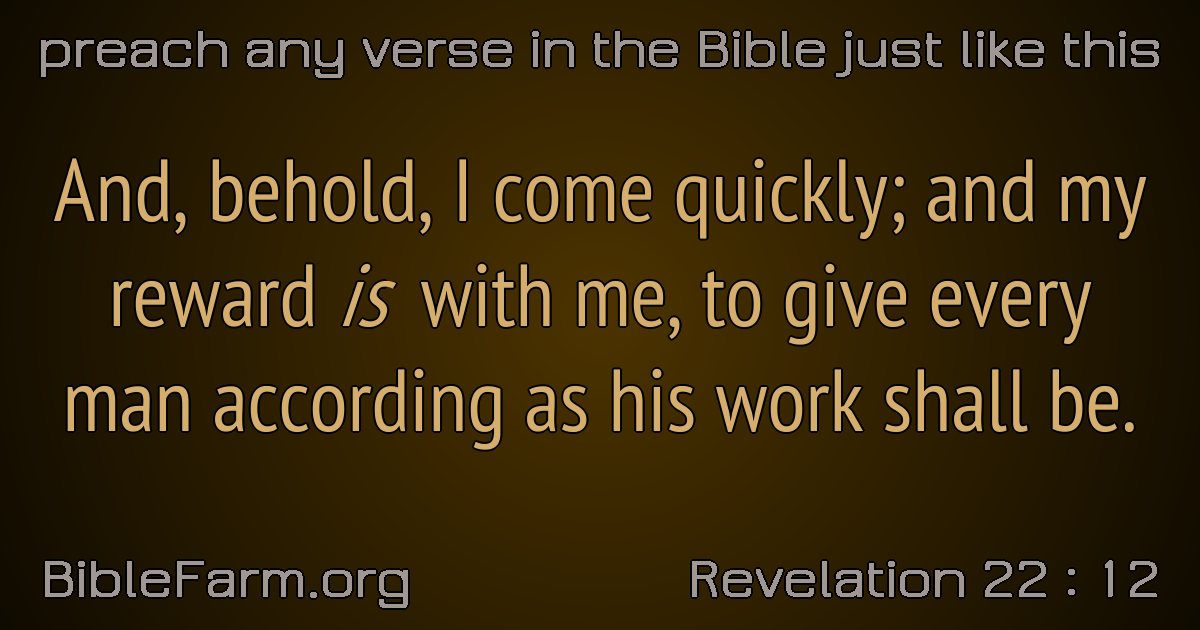 preach any verse in the Bible just like this
And, behold, I come quickly; and my
reward is with me, to give every
man according as his work shall be.
BibleFarm.org
Revelation 22 : 12